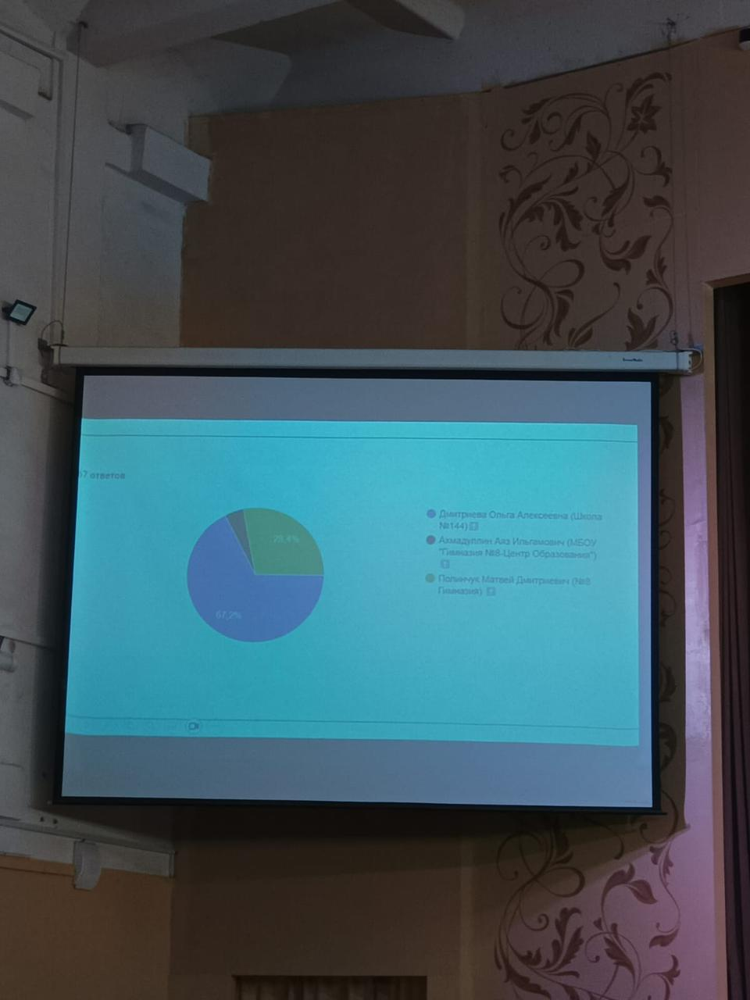 67 ответов
29,4%
67,2%
Дмитриева Ольга Алексеевна (Школа
№144)
Ахмадуллин Аяз Ильгамович (МБОУ
"Гимназия №8-Центр Образования")
Полинчук Матвей Дмитриевич (№8
Гимназия)